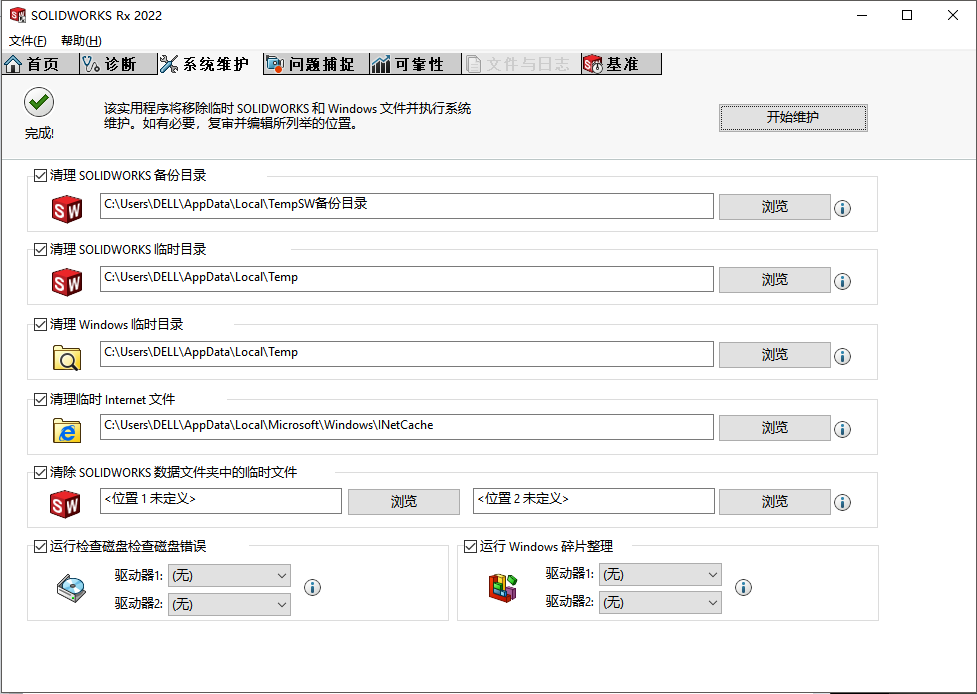 SOLIDWORKS Rx 2022
文件(F) 帮助(H)
首页 诊断 系统维护 问题捕捉 可靠性 文件与日志 基准
该实用程序将移除临时 SOLIDWORKS 和 Windows 文件并执行系统
维护。如有必要，复审并编辑所列举的位置。
完成!
开始维护
清理 SOLIDWORKS 备份目录
C:\Users\DELL\AppData\Local\TempSW备份目录 浏览
清理 SOLIDWORKS 临时目录
C:\Users\DELL\AppData\Local\Temp 浏览
清理 Windows 临时目录
C:\Users\DELL\AppData\Local\Temp 浏览
清理临时 Internet 文件
C:\Users\DELL\AppData\Local\Microsoft\Windows\INetCache 浏览
清除 SOLIDWORKS 数据文件夹中的临时文件
<位置 1 未定义> 浏览 <位置 2 未定义> 浏览
运行检查磁盘检查磁盘错误
驱动器1: (无)
驱动器2: (无)
运行 Windows 碎片整理
驱动器1: (无)
驱动器2: (无)